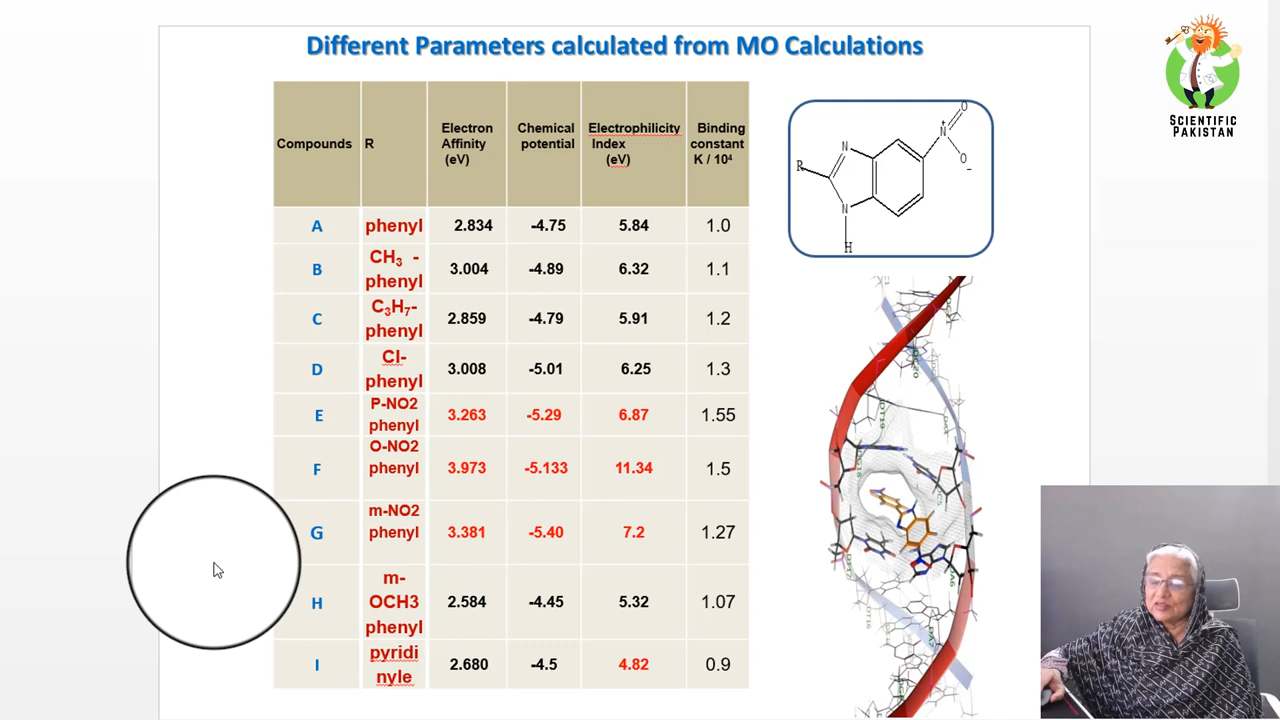 Different Parameters calculated from MO Calculations
SCIENTIFIC
PAKISTAN
Compounds R Electron Affinity (eV) Chemical potential Electrophilicity Index (eV) Binding constant K / 10⁴
A phenyl 2.834 -4.75 5.84 1.0
B CH₃ - phenyl 3.004 -4.89 6.32 1.1
C C₃H₇- phenyl 2.859 -4.79 5.91 1.2
D Cl- phenyl 3.008 -5.01 6.25 1.3
E P-NO2 phenyl 3.263 -5.29 6.87 1.55
F O-NO2 phenyl 3.973 -5.133 11.34 1.5
G m-NO2 phenyl 3.381 -5.40 7.2 1.27
H m- OCH3 phenyl 2.584 -4.45 5.32 1.07
I pyridi nyle 2.680 -4.5 4.82 0.9
O
N
+
N
R
O
-
N
H